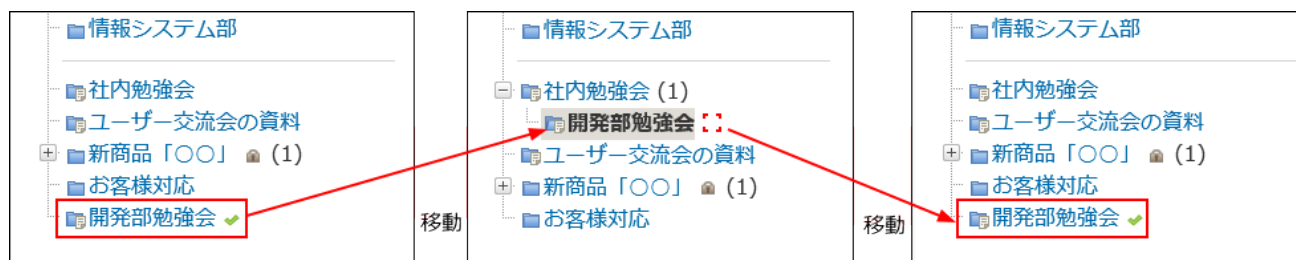 情報システム部
社内勉強会
ユーザー交流会の資料
新商品「○○」 (1)
お客様対応
開発部勉強会
移動
情報システム部
社内勉強会 (1)
開発部勉強会
ユーザー交流会の資料
新商品「○○」 (1)
お客様対応
移動
情報システム部
社内勉強会
ユーザー交流会の資料
新商品「○○」 (1)
お客様対応
開発部勉強会